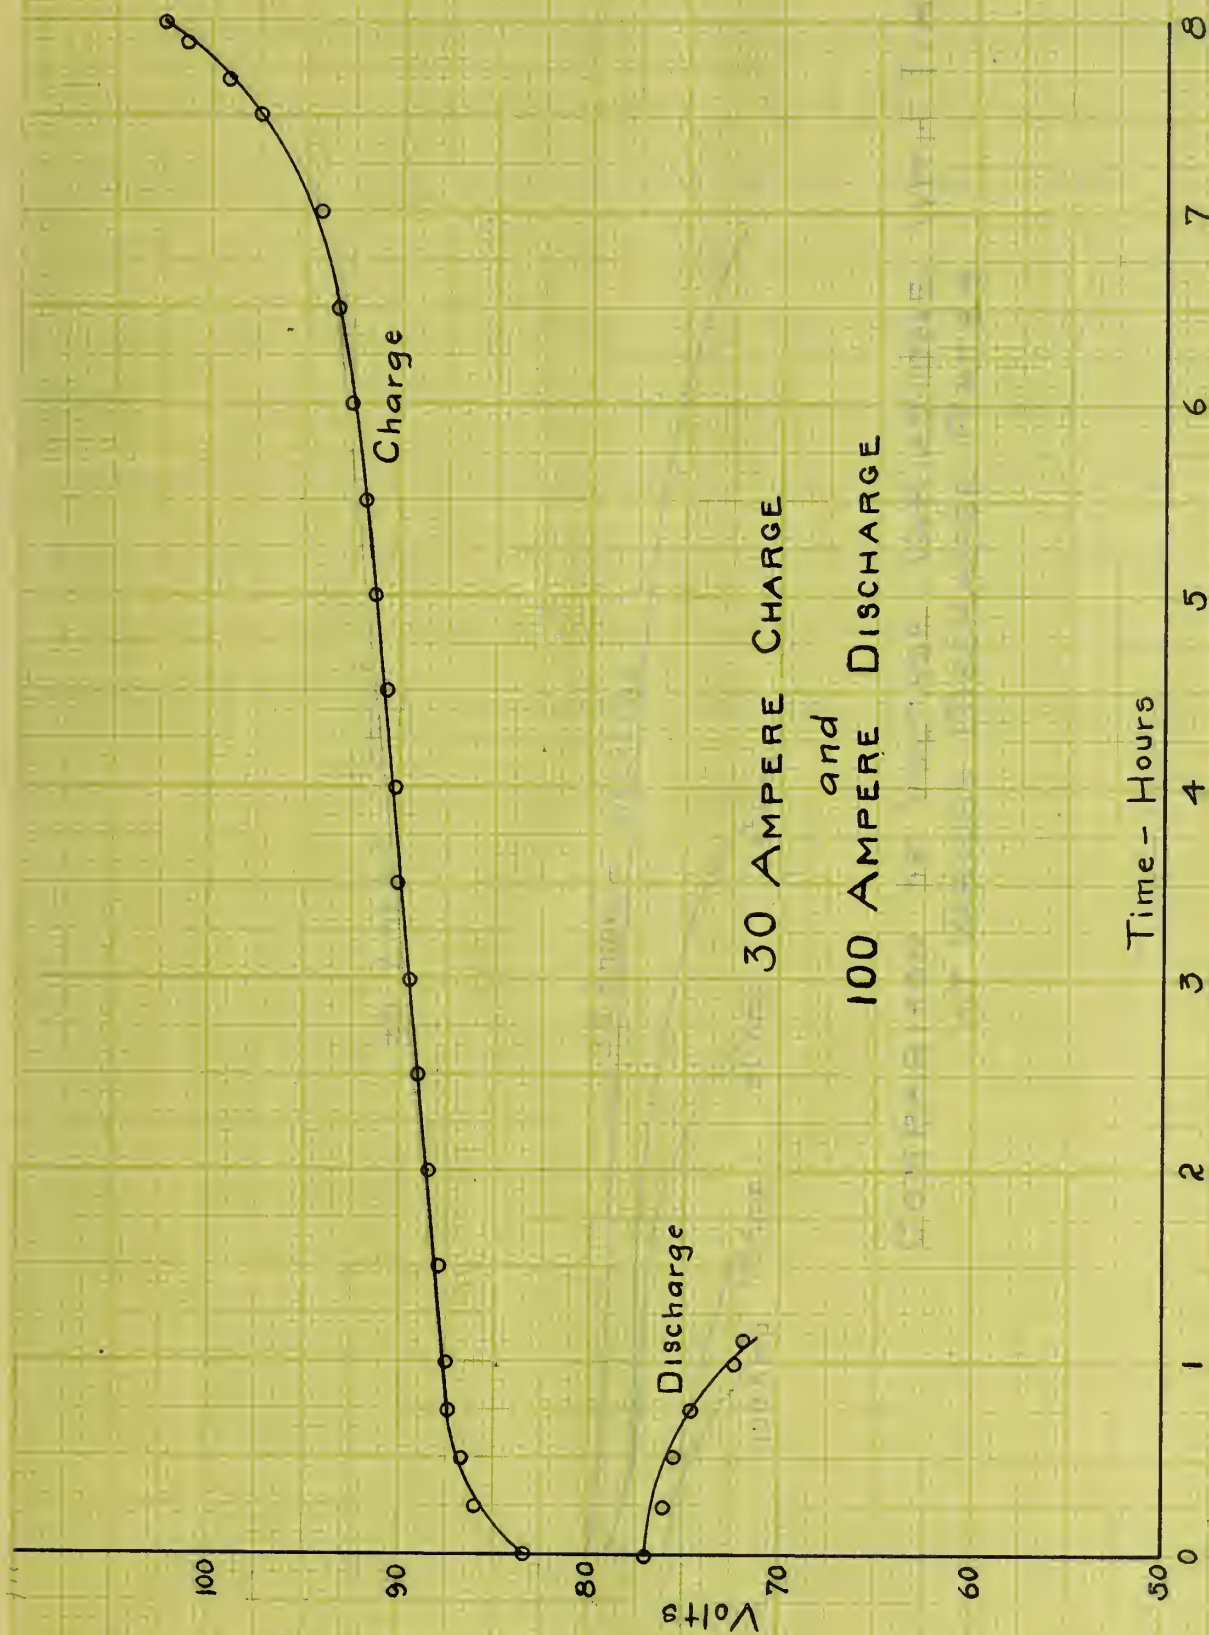 100
90
80
70
60
50
Volts
Charge
Discharge
30 AMPERE CHARGE
and
100 AMPERE DISCHARGE
0 1 2 3 4 5 6 7 8
Time - Hours